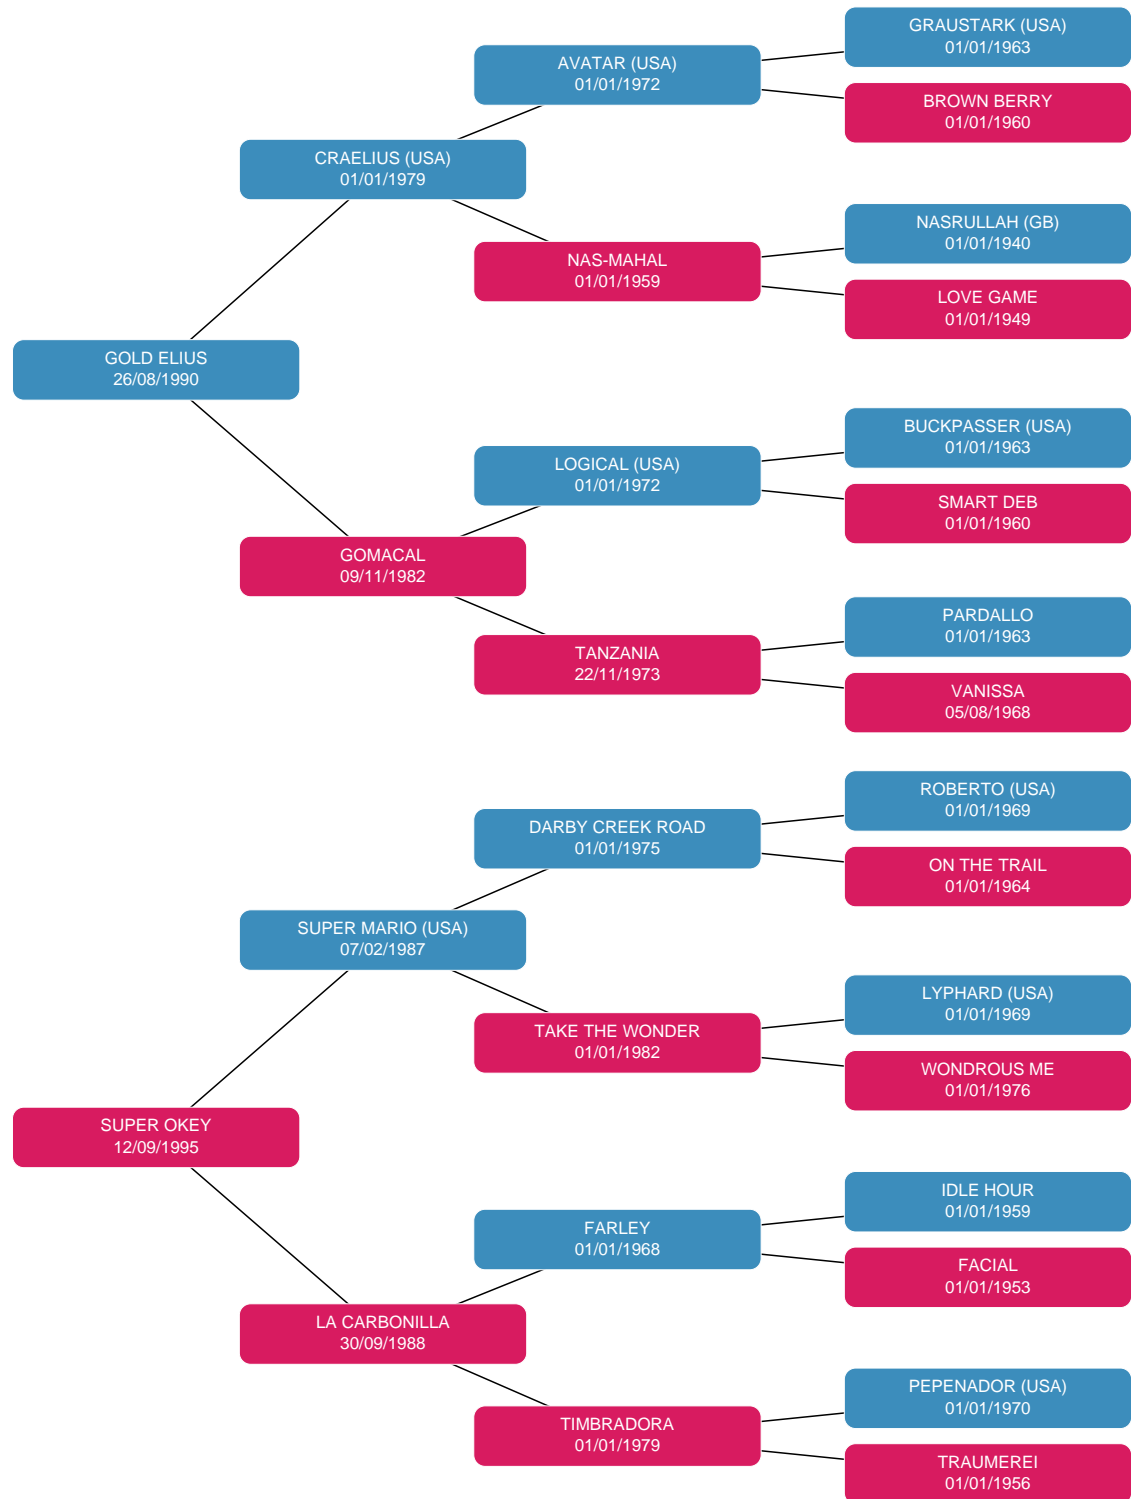 GRAUSTARK (USA)
01/01/1963
AVATAR (USA)
01/01/1972
BROWN BERRY
01/01/1960
CRAELIUS (USA)
01/01/1979
NASRULLAH (GB)
01/01/1940
NAS-MAHAL
01/01/1959
LOVE GAME
01/01/1949
GOLD ELIUS
26/08/1990
BUCKPASSER (USA)
01/01/1963
LOGICAL (USA)
01/01/1972
SMART DEB
01/01/1960
GOMACAL
09/11/1982
PARDALLO
01/01/1963
TANZANIA
22/11/1973
VANISSA
05/08/1968
ROBERTO (USA)
01/01/1969
DARBY CREEK ROAD
01/01/1975
ON THE TRAIL
01/01/1964
SUPER MARIO (USA)
07/02/1987
LYPHARD (USA)
01/01/1969
TAKE THE WONDER
01/01/1982
WONDROUS ME
01/01/1976
SUPER OKEY
12/09/1995
IDLE HOUR
01/01/1959
FARLEY
01/01/1968
FACIAL
01/01/1953
LA CARBONILLA
30/09/1988
PEPENADOR (USA)
01/01/1970
TIMBRADORA
01/01/1979
TRAUMEREI
01/01/1956